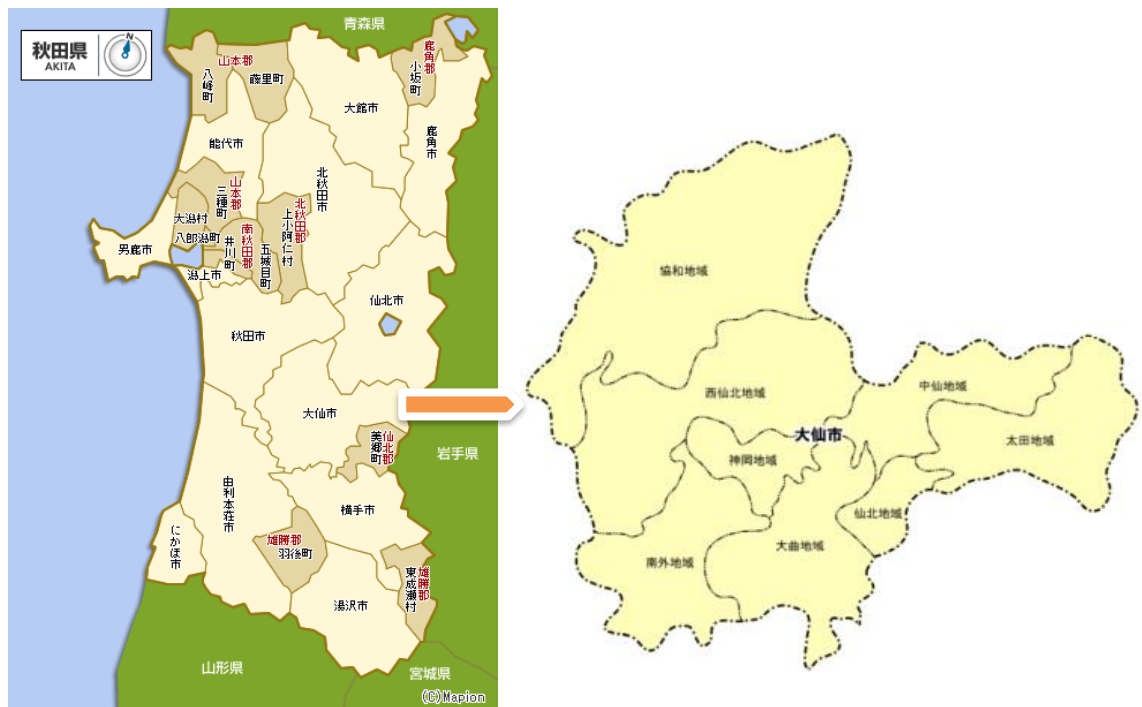 青森県
秋田県
AKITA
N
山本郡
八峰町
藤里町
鹿角郡
小坂町
大館市
鹿角市
能代市
北秋田市
山本郡
三種町
北秋田郡
上小阿仁村
大潟村
八郎潟町
南秋田郡
井川町
五城目町
男鹿市
潟上市
仙北市
秋田市
大仙市
仙北郡
美郷町
岩手県
由利本荘市
横手市
にかほ市
雄勝郡
羽後町
雄勝郡
東成瀬村
湯沢市
山形県
宮城県
(C)Mapion
協和地域
西仙北地域
中仙地域
大仙市
太田地域
神岡地域
仙北地域
大曲地域
南外地域